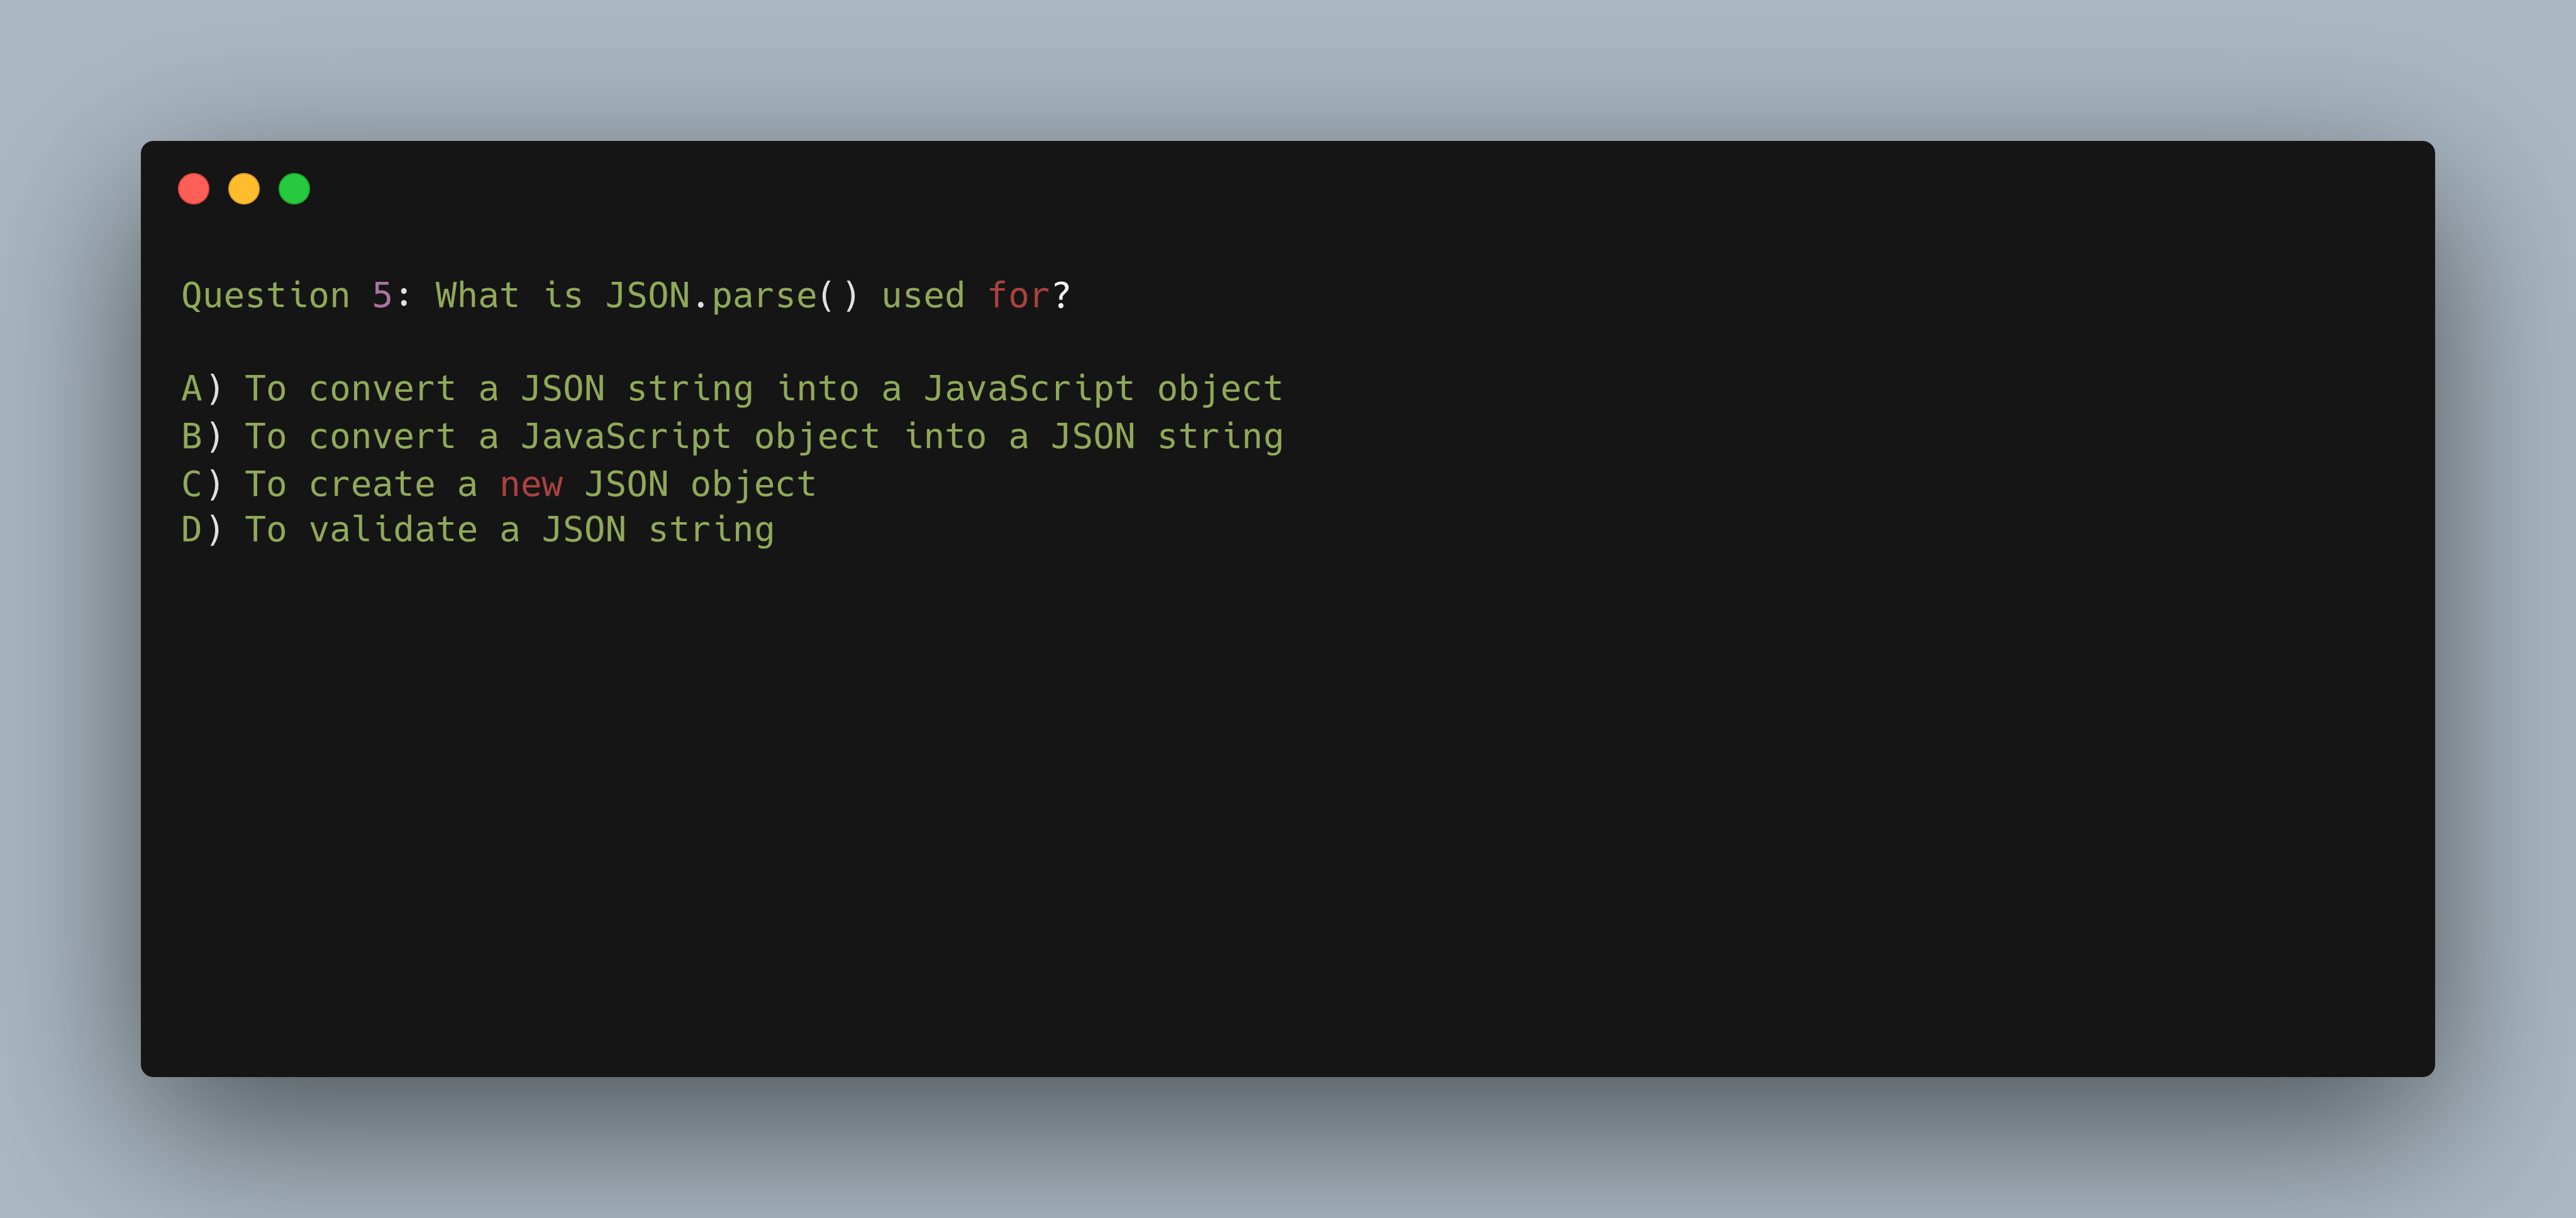 Question 5: What is JSON.parse() used for?
A) To convert a JSON string into a JavaScript object
B) To convert a JavaScript object into a JSON string
C) To create a new JSON object
D) To validate a JSON string